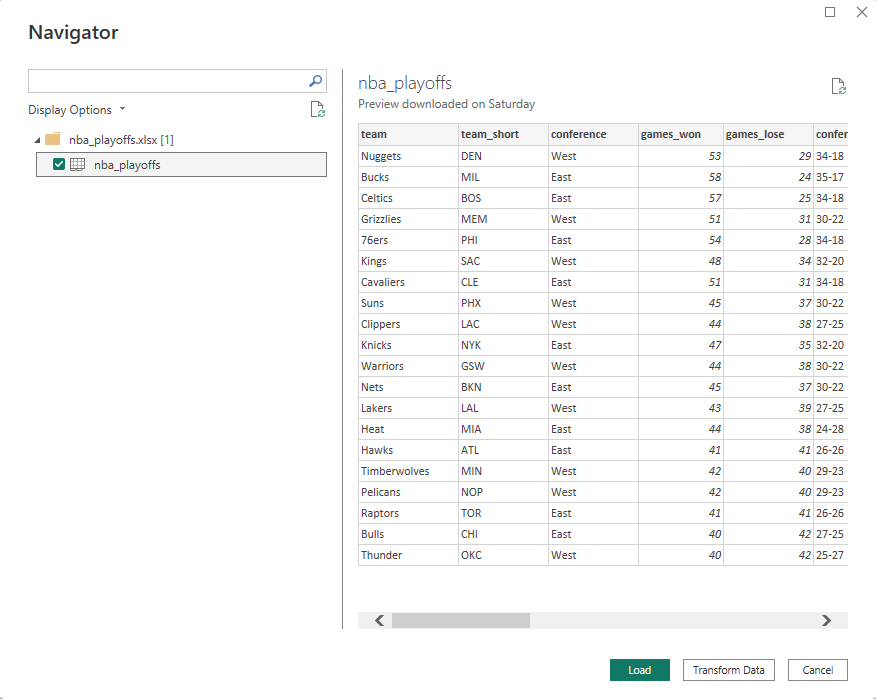 Navigator
Display Options
nba_playoffs.xlsx [1]
nba_playoffs
nba_playoffs
Preview downloaded on Saturday
team team_short conference games_won games_lose confer
Nuggets DEN West 53 29 34-18
Bucks MIL East 58 24 35-17
Celtics BOS East 57 25 34-18
Grizzlies MEM West 51 31 30-22
76ers PHI East 54 28 34-18
Kings SAC West 48 34 32-20
Cavaliers CLE East 51 31 34-18
Suns PHX West 45 37 30-22
Clippers LAC West 44 38 27-25
Knicks NYK East 47 35 32-20
Warriors GSW West 44 38 30-22
Nets BKN East 45 37 30-22
Lakers LAL West 43 39 27-25
Heat MIA East 44 38 24-28
Hawks ATL East 41 41 26-26
Timberwolves MIN West 42 40 29-23
Pelicans NOP West 42 40 29-23
Raptors TOR East 41 41 26-26
Bulls CHI East 40 42 27-25
Thunder OKC West 40 42 25-27
Load Transform Data Cancel